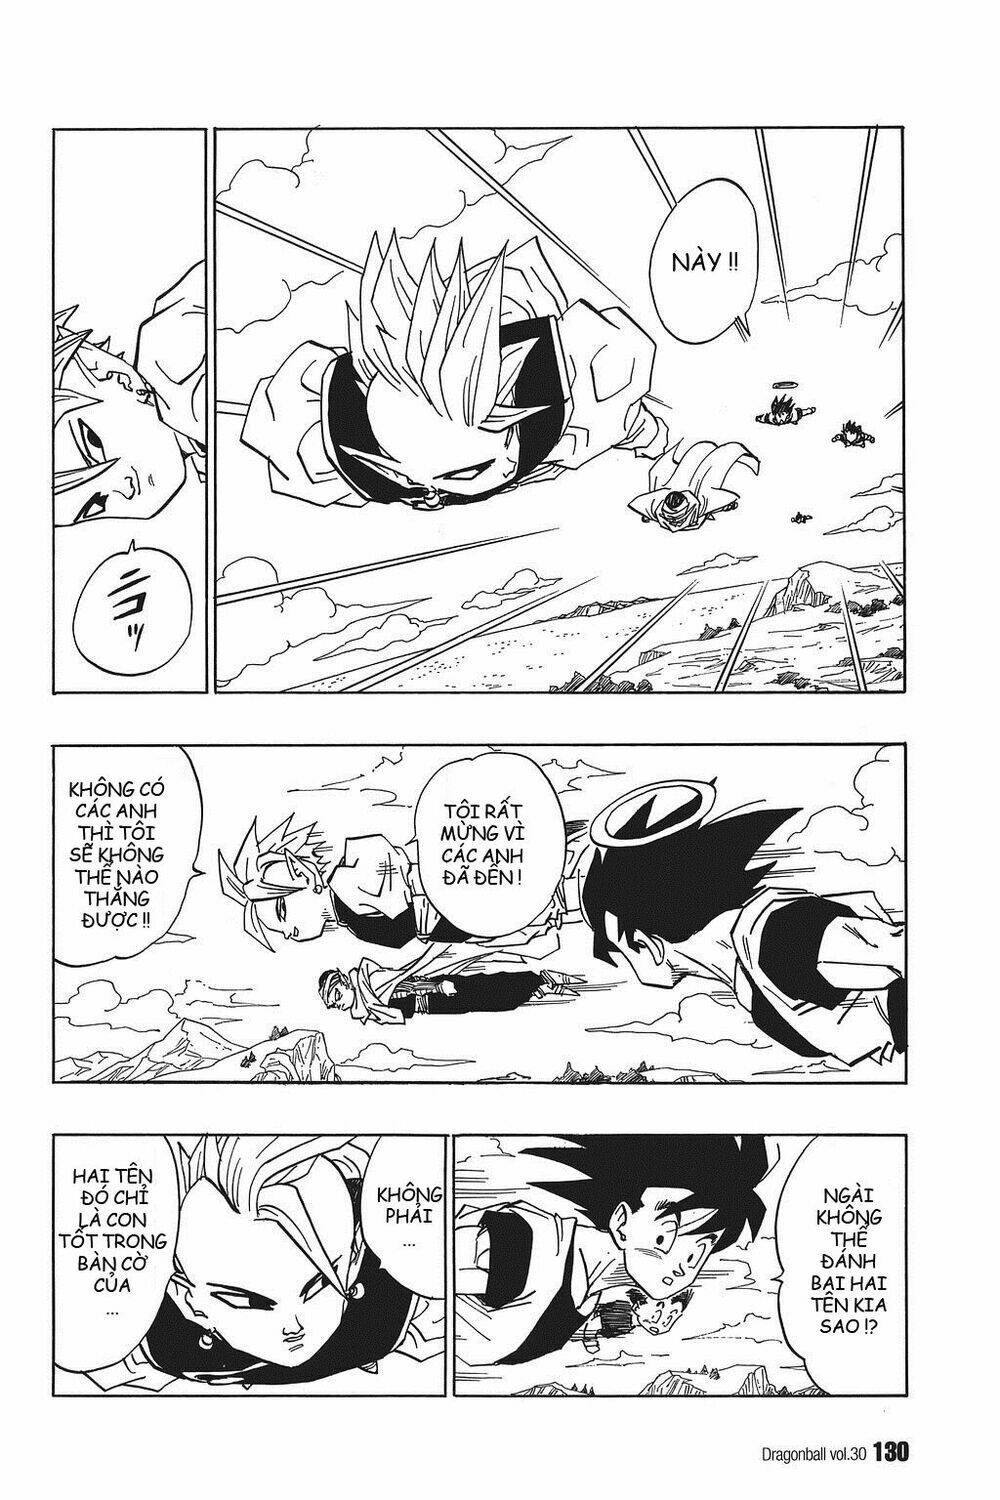 NÀY !!
ニコッ
TÔI RẤT
MỪNG VÌ
CÁC ANH
ĐÃ ĐẾN !
KHÔNG CÓ
CÁC ANH
THÌ TÔI
SẼ KHÔNG
THỂ NÀO
THẮNG
ĐƯỢC !!
NGÀI
KHÔNG
THỂ
ĐÁNH
BẠI HAI
TÊN KIA
SAO !?
KHÔNG
PHẢI
...
HAI TÊN
ĐÓ CHỈ
LÀ CON
TỐT TRONG
BÀN CỜ
CỦA
...
Dragonball vol.30 130